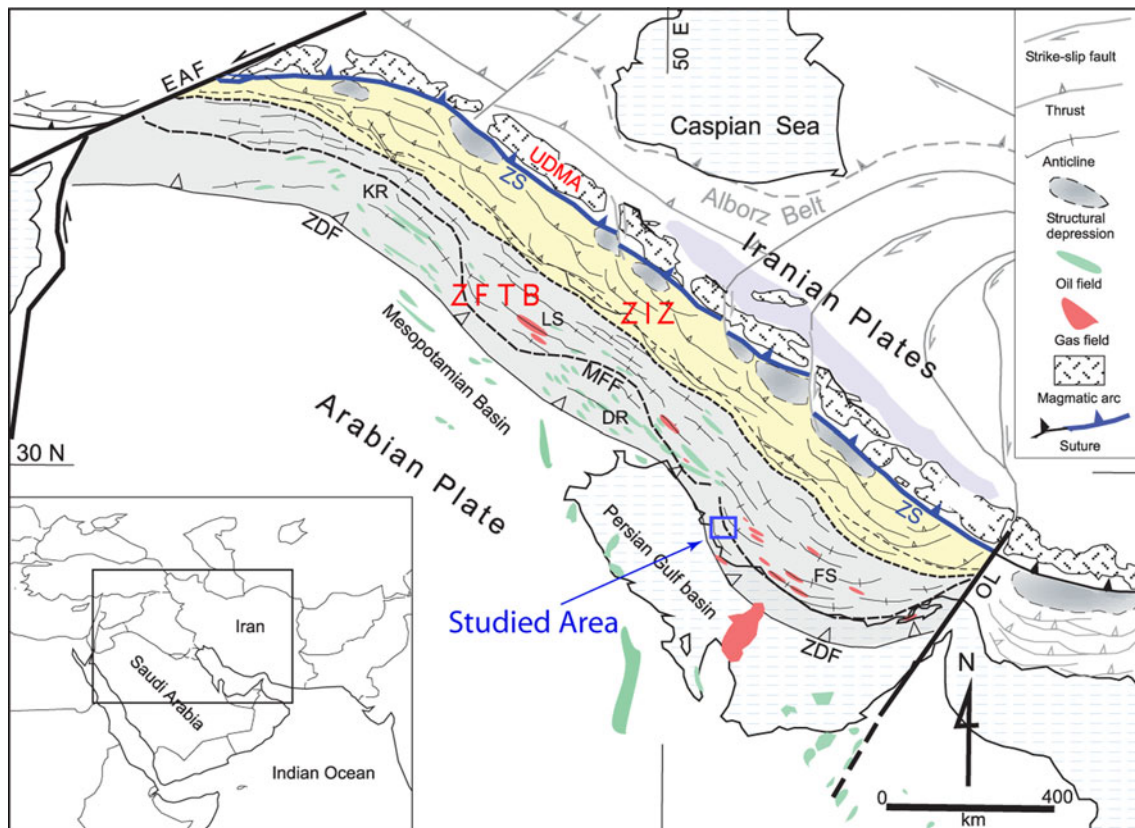 EAF
50 E
Caspian Sea
UDMA
ZS
Alborz Belt
KR
ZDF
Iranian Plates
ZFTB
ZIZ
LS
Mesopotamian Basin
MFF
DR
Arabian Plate
30 N
ZS
Persian Gulf basin
FS
OL
Studied Area
ZDF
N
0
400
km
Iran
Saudi Arabia
Indian Ocean
Strike-slip fault
Thrust
Anticline
Structural
depression
Oil field
Gas field
Magmatic arc
Suture